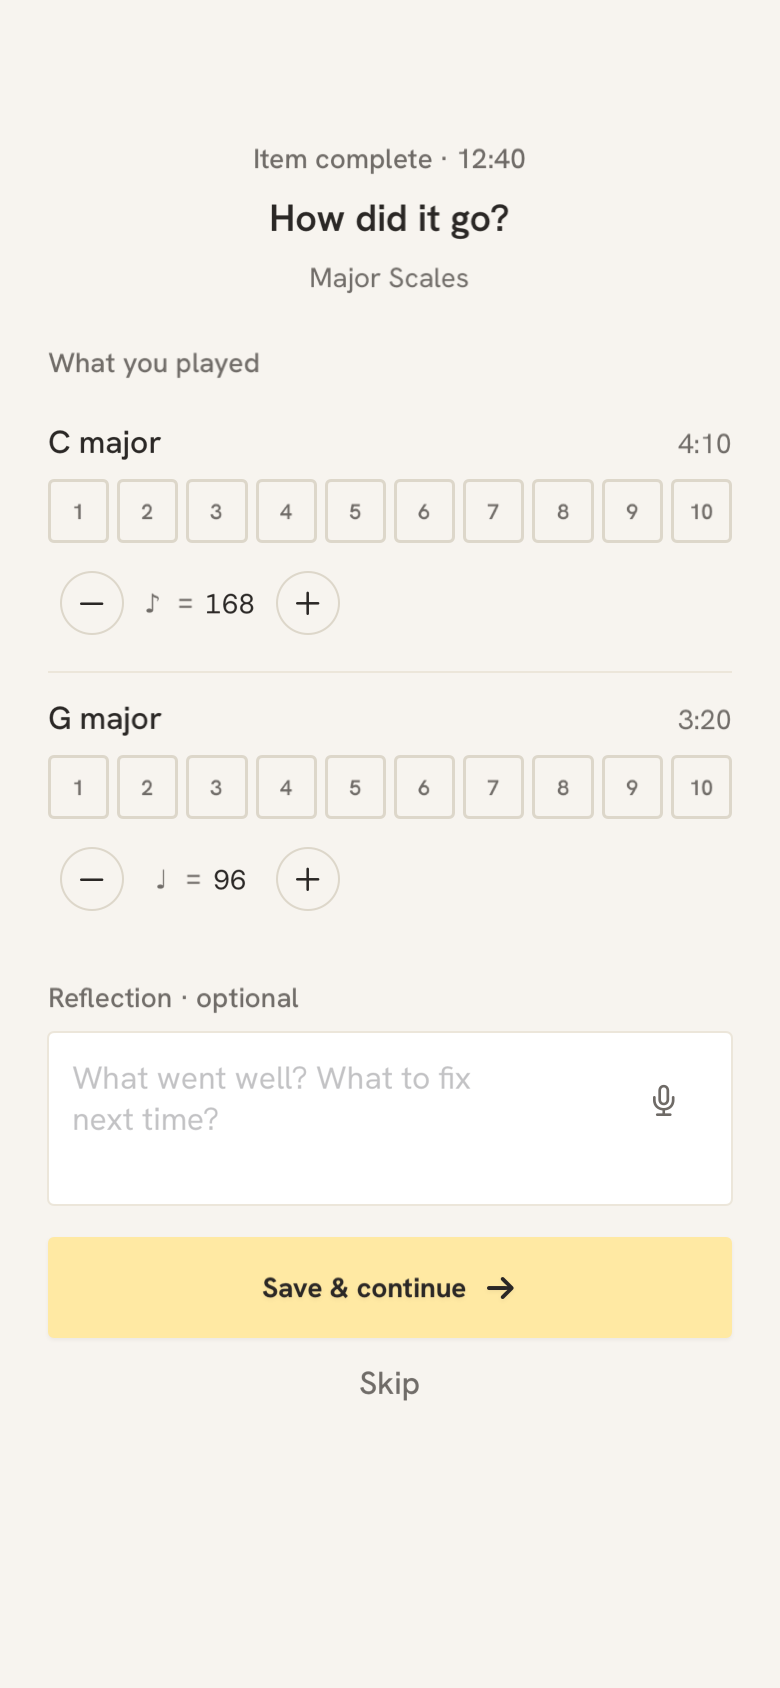 Item complete · 12:40
How did it go?
Major Scales
What you played
C major 4:10
1 2 3 4 5 6 7 8 9 10
− ♪ = 168 +
G major 3:20
1 2 3 4 5 6 7 8 9 10
− ♩ = 96 +
Reflection · optional
What went well? What to fix
next time?
Save & continue →
Skip